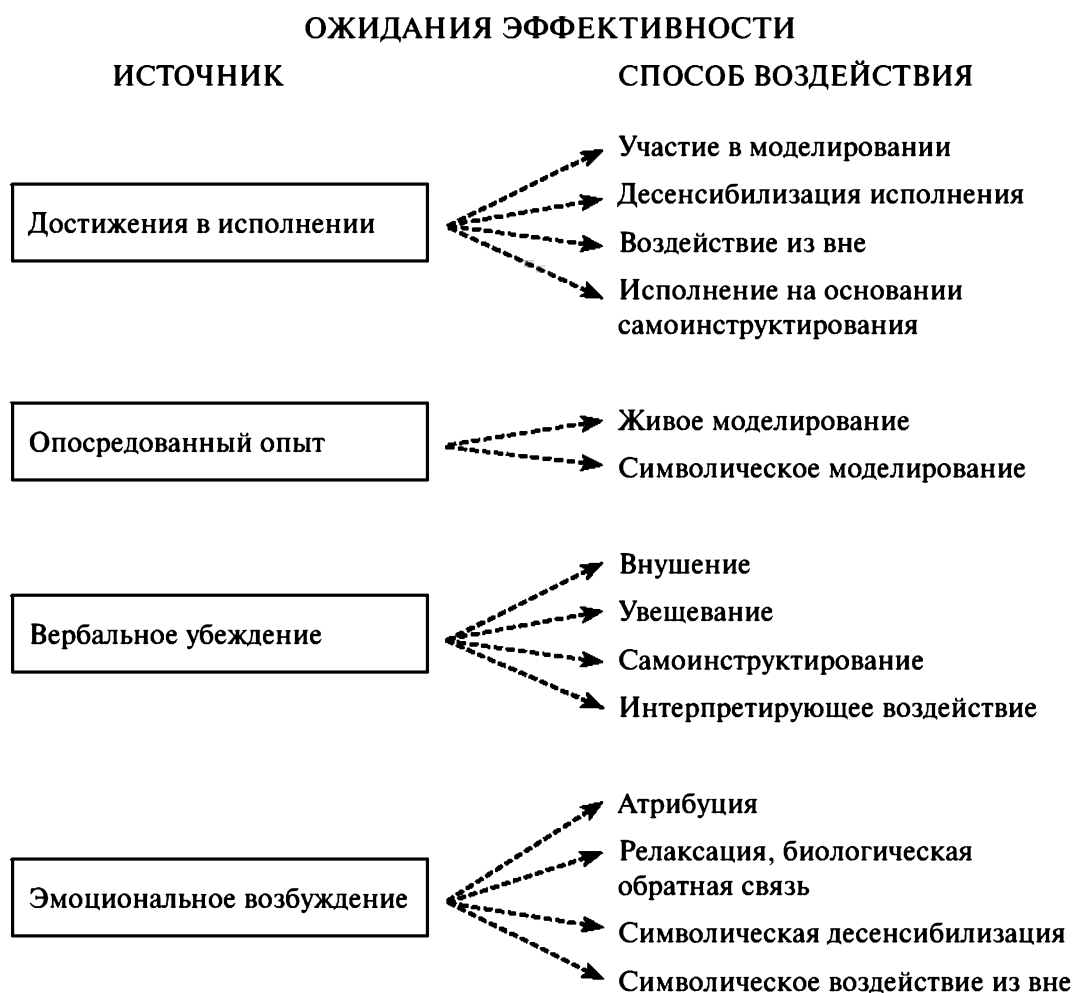 ОЖИДАНИЯ ЭФФЕКТИВНОСТИ
ИСТОЧНИК
СПОСОБ ВОЗДЕЙСТВИЯ
Достижения в исполнении
Участие в моделировании
Десенсибилизация исполнения
Воздействие из вне
Исполнение на основании
самоинструктирования
Опосредованный опыт
Живое моделирование
Символическое моделирование
Вербальное убеждение
Внушение
Увещевание
Самоинструктирование
Интерпретирующее воздействие
Эмоциональное возбуждение
Атрибуция
Релаксация, биологическая
обратная связь
Символическая десенсибилизация
Символическое воздействие из вне